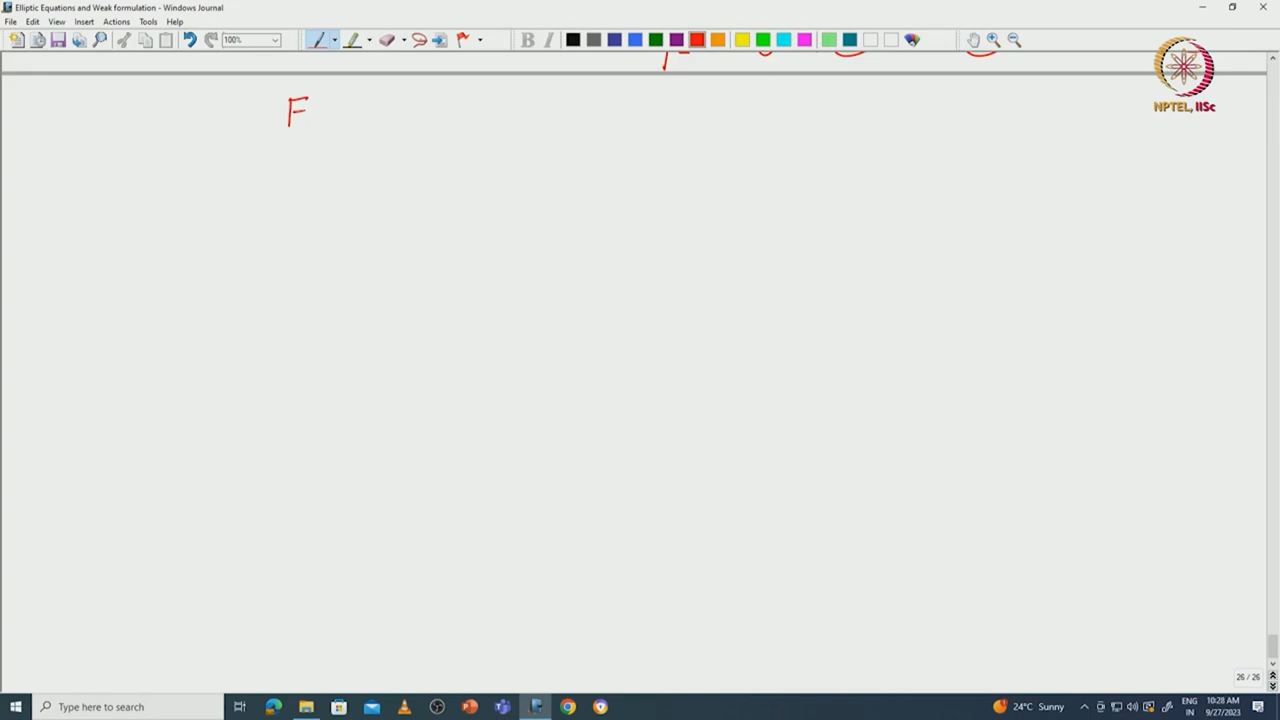 Elliptic Equations and Weak formulation - Windows Journal
File Edit View Insert Actions Tools Help
100%
B I
NPTEL, IISc
F
26 / 26
Type here to search
24°C Sunny
ENG
IN
10:28 AM
9/27/2023